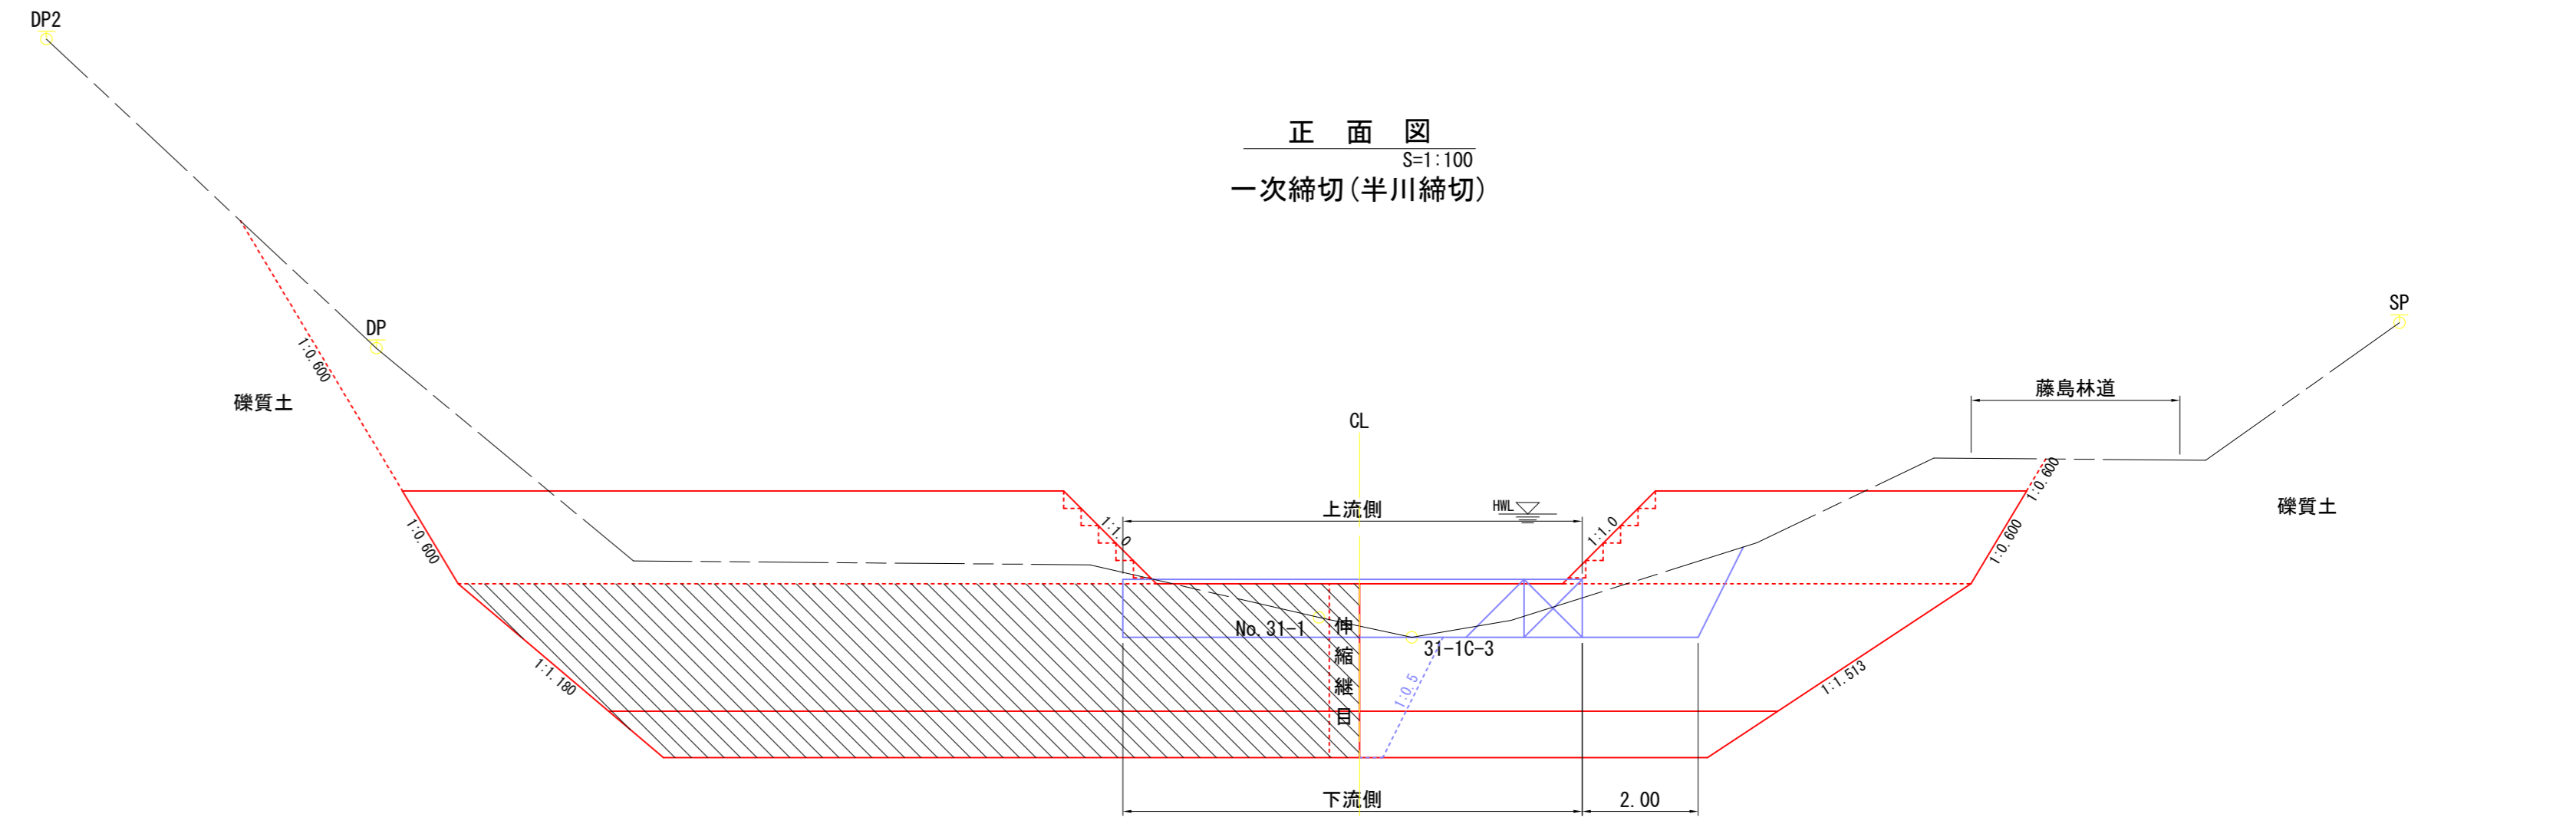 DP2
正 面 図
S=1:100
一次締切(半川締切)
SP
DP
1:0.600
礫質土
藤島林道
CL
1:0.600
礫質土
上流側
HWL
1:1.0
1:1.0
1:0.600
1:0.600
No.31-1
伸縮継目
31-1C-3
1:0.5
1:1.180
1:1.513
下流側
2.00